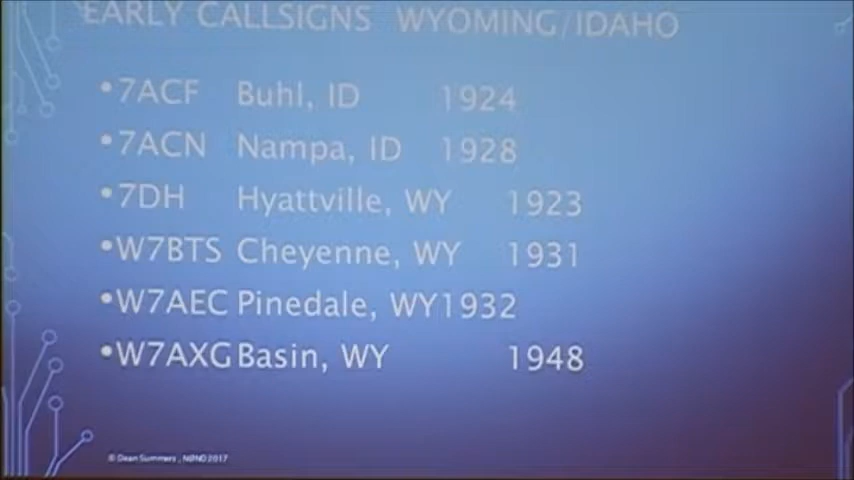 EARLY CALLSIGNS WYOMING/IDAHO
•7ACF Buhl, ID 1924
•7ACN Nampa, ID 1928
•7DH Hyattville, WY 1923
•W7BTS Cheyenne, WY 1931
•W7AEC Pinedale, WY1932
•W7AXG Basin, WY 1948
© Dean Summers, NØND 2017